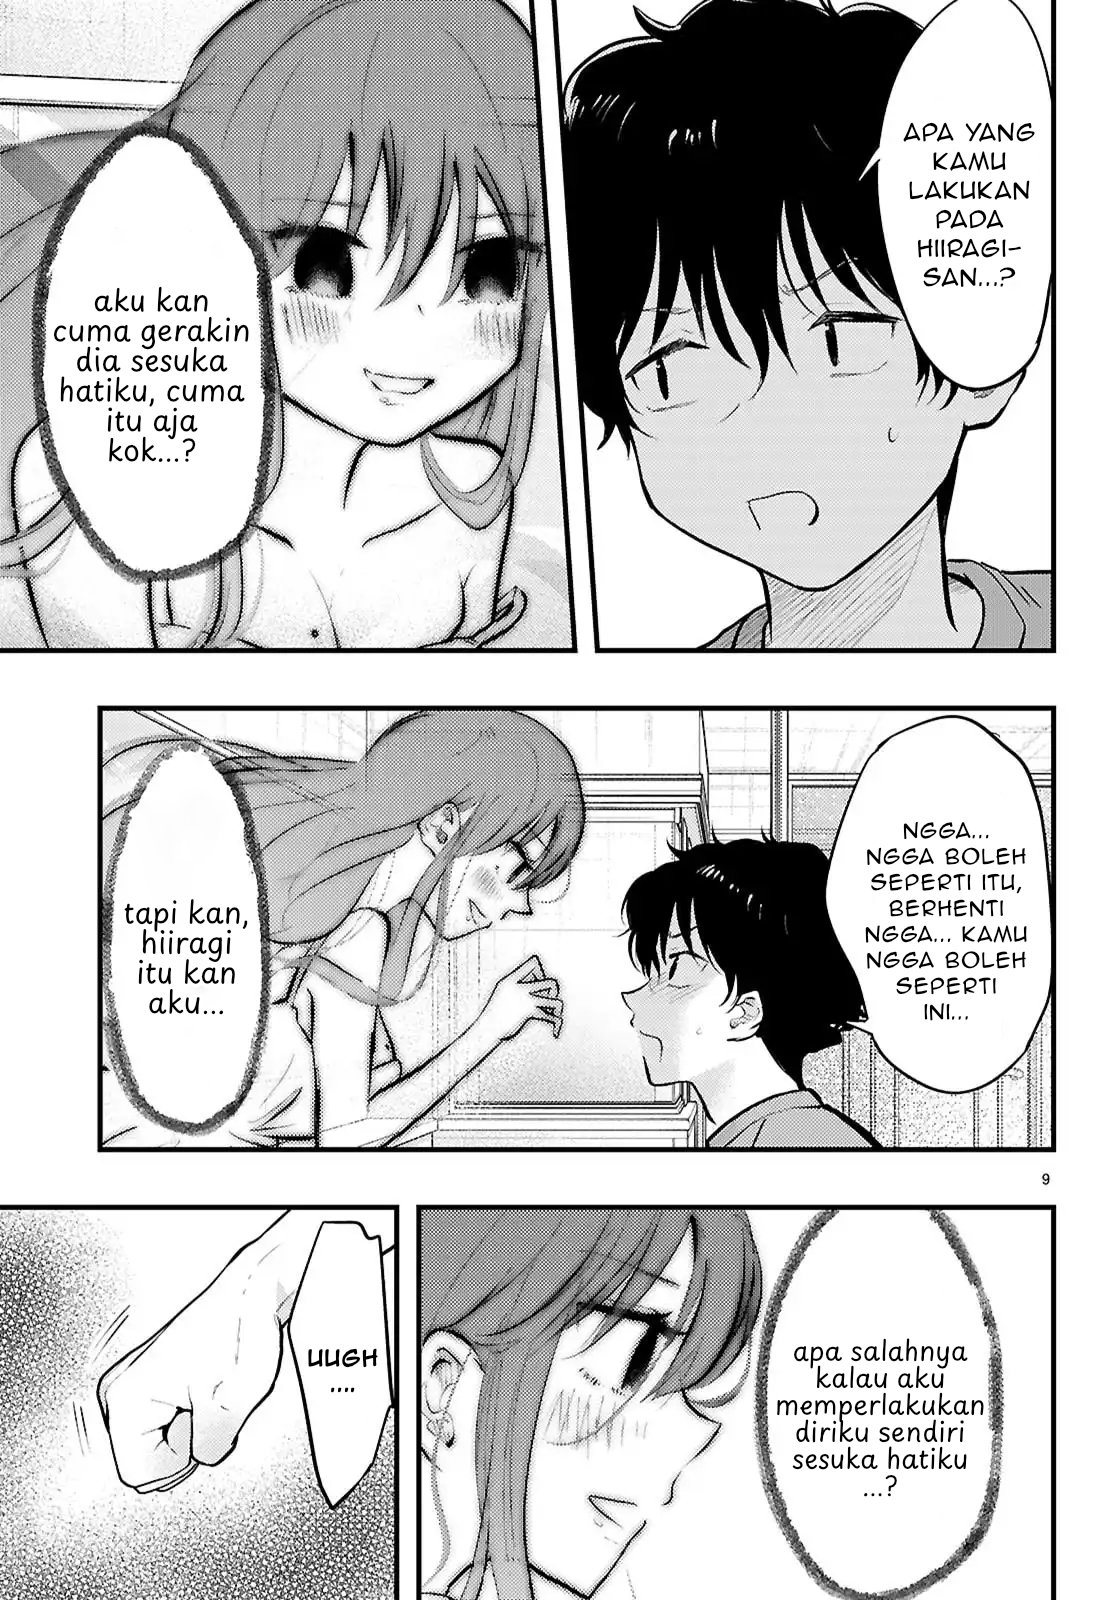 APA YANG
KAMU
LAKUKAN
PADA
HIIRAGI-
SAN...?
aku kan
cuma gerakin
dia sesuka
hatiku, cuma
itu aja
kok...?
NGGA...
NGGA BOLEH
SEPERTI ITU,
BERHENTI
NGGA... KAMU
NGGA BOLEH
SEPERTI
INI...
tapi kan,
hiiragi
itu kan
aku...
9
apa salahnya
kalau aku
memperlakukan
diriku sendiri
sesuka hatiku
...?
UUGH
....